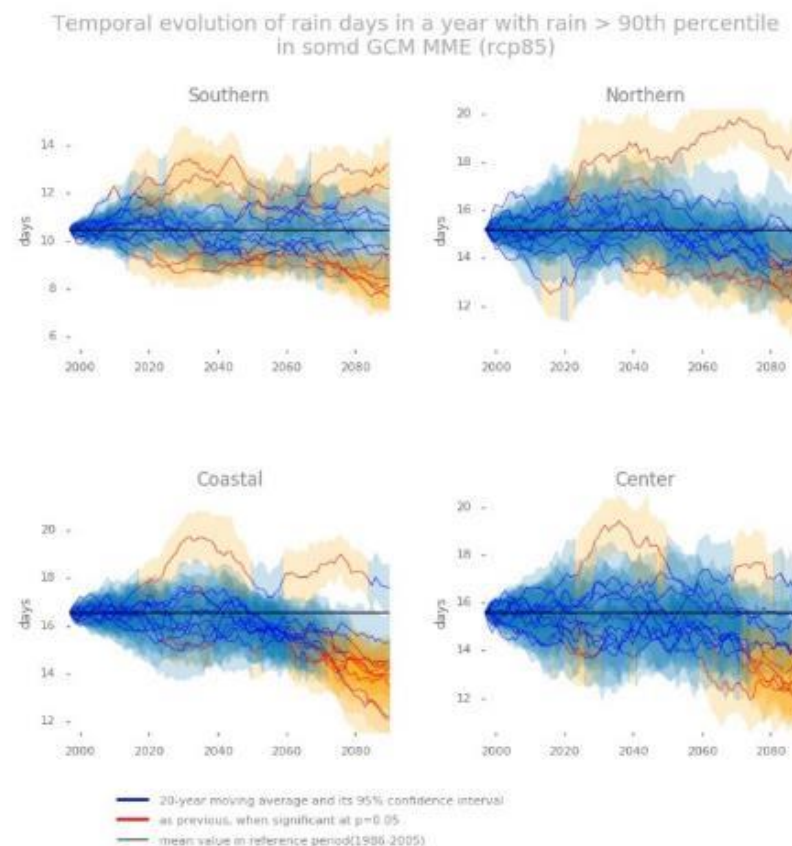 Temporal evolution of rain days in a year with rain > 90th percentile
in somd GCM MME (rcp85)
Southern
14
12
10
8
6
days
2000 2020 2040 2060 2080
Northern
20
18
16
14
12
days
2000 2020 2040 2060 2080
Coastal
20
18
16
14
12
days
2000 2020 2040 2060 2080
Center
20
18
16
14
12
days
2000 2020 2040 2060 2080
20-year moving average and its 95% confidence interval
as previous, when significant at p=0.05
mean value in reference period(1986-2005)